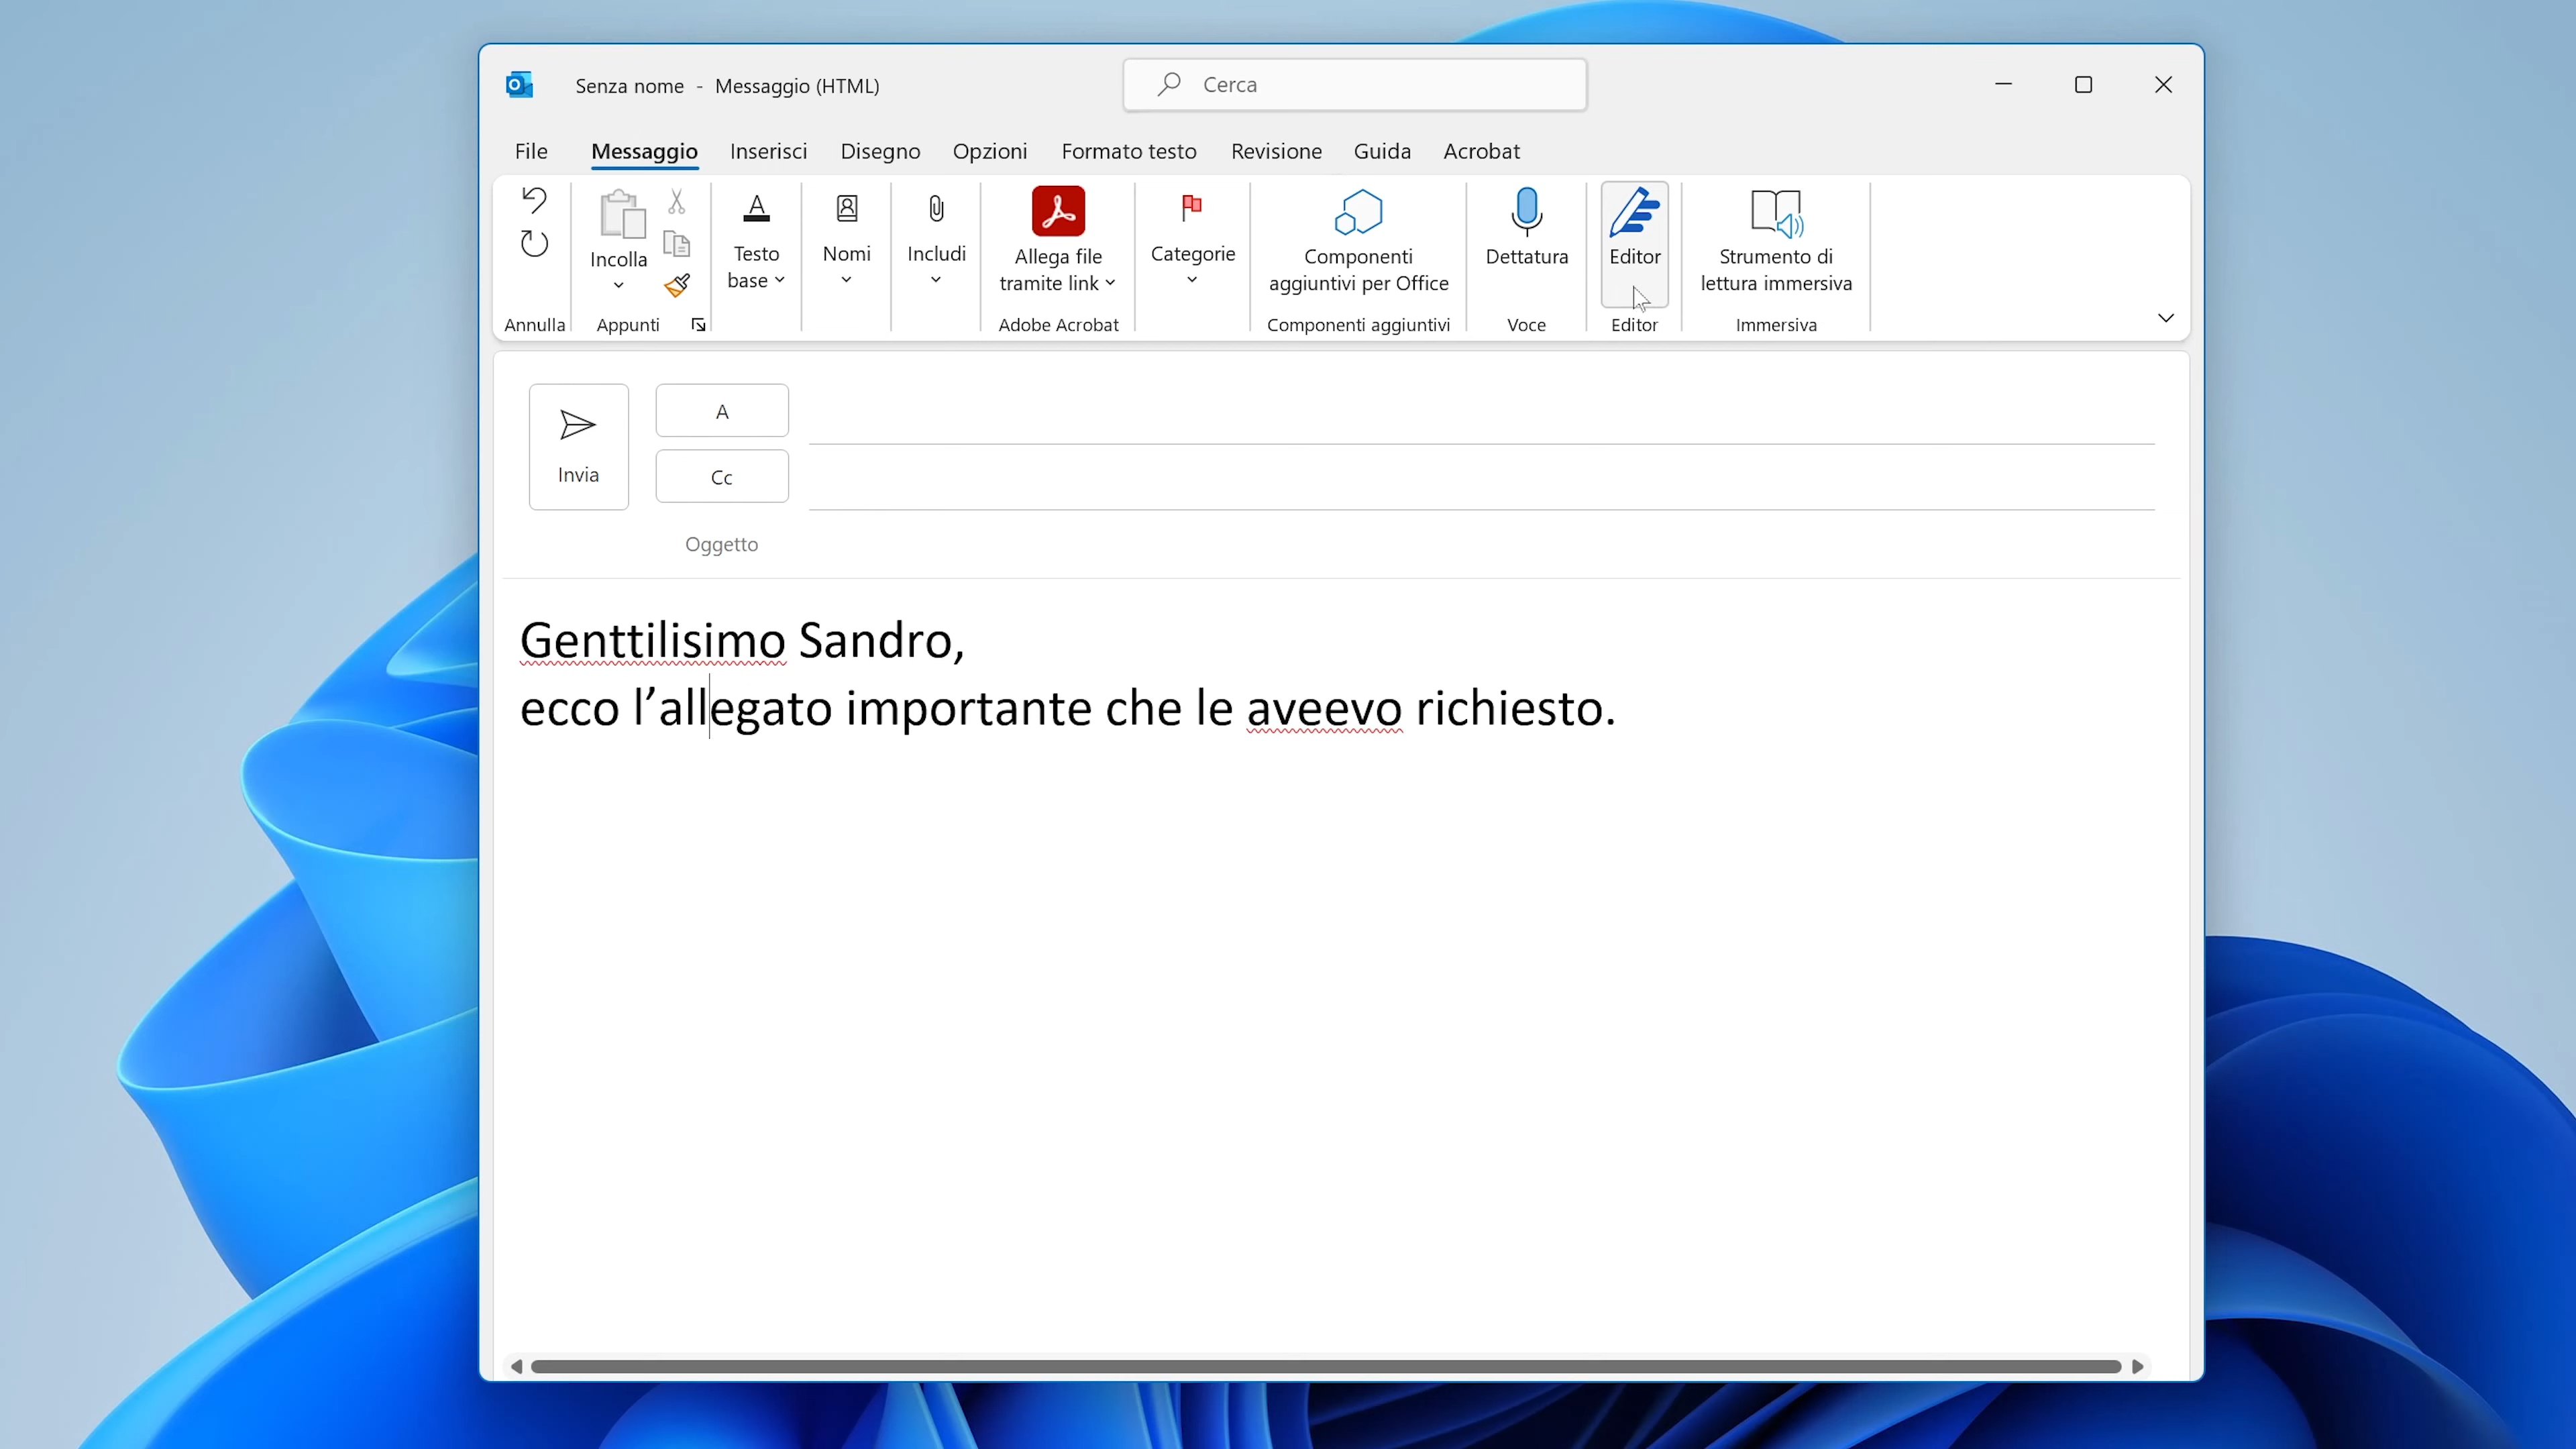 Senza nome - Messaggio (HTML)
Cerca
File Messaggio Inserisci Disegno Opzioni Formato testo Revisione Guida Acrobat
Incolla
Testo base
Nomi
Includi
Allega file tramite link
Categorie
Componenti aggiuntivi per Office
Dettatura
Editor
Strumento di lettura immersiva
Annulla Appunti Adobe Acrobat Componenti aggiuntivi Voce Editor Immersiva
Invia
A
Cc
Oggetto
Genttilisimo Sandro,
ecco l’allegato importante che le aveevo richiesto.